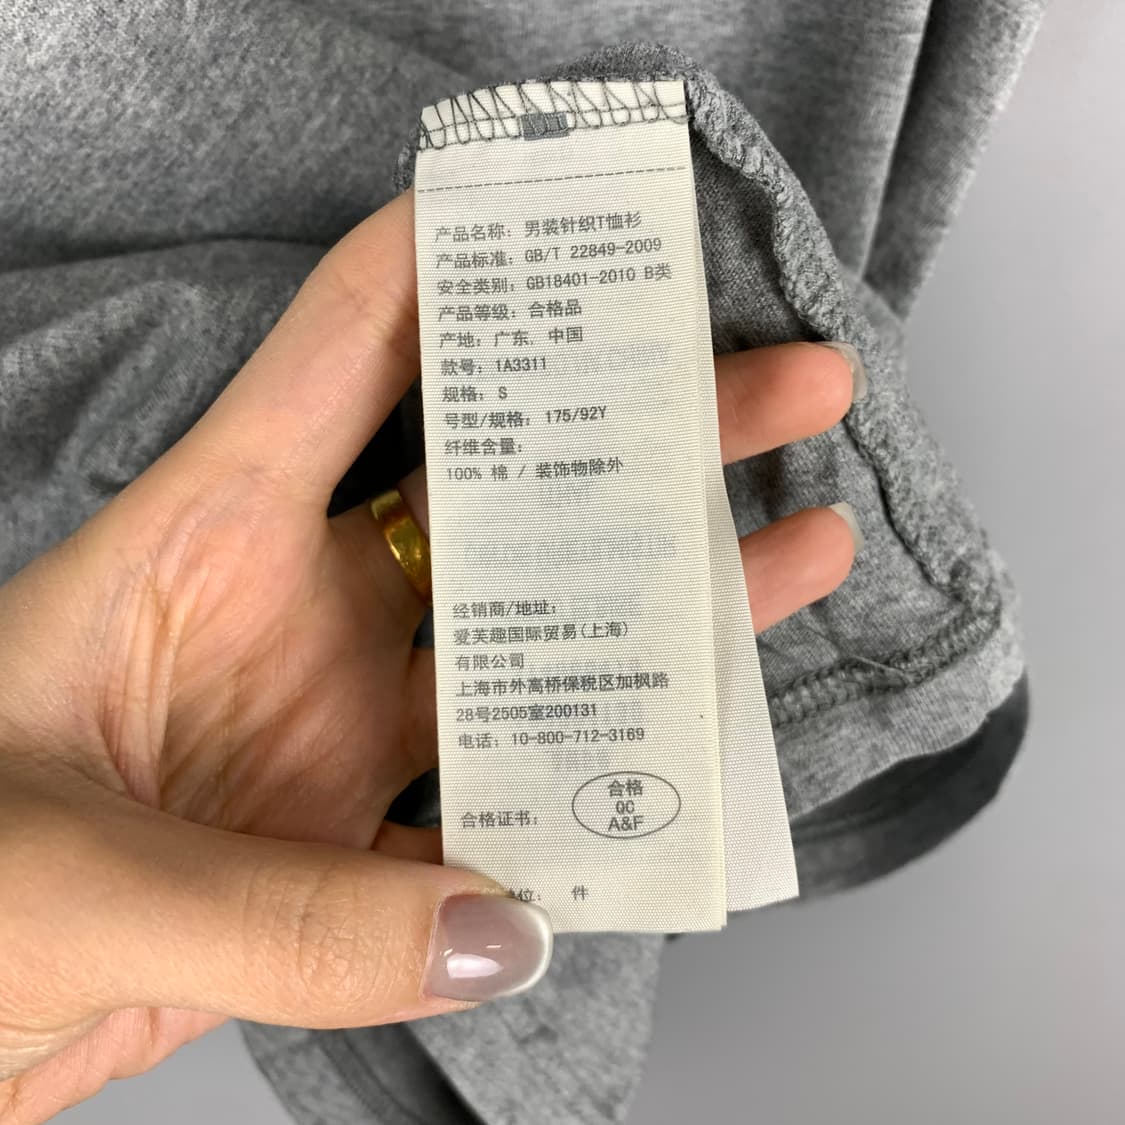 产品名称: 男装针织T恤衫
产品标准: GB/T 22849-2009
安全类别: GB18401-2010 B类
产品等级: 合格品
产地: 广东, 中国
款号: 1A3311
规格: S
号型/规格: 175/92Y
纤维含量:
100% 棉 / 装饰物除外
经销商/地址:
爱芙趣国际贸易(上海)
有限公司
上海市外高桥保税区加枫路
28号2505室200131
电话: 10-800-712-3169
合格
QC
A&F
合格证书:
位: 件